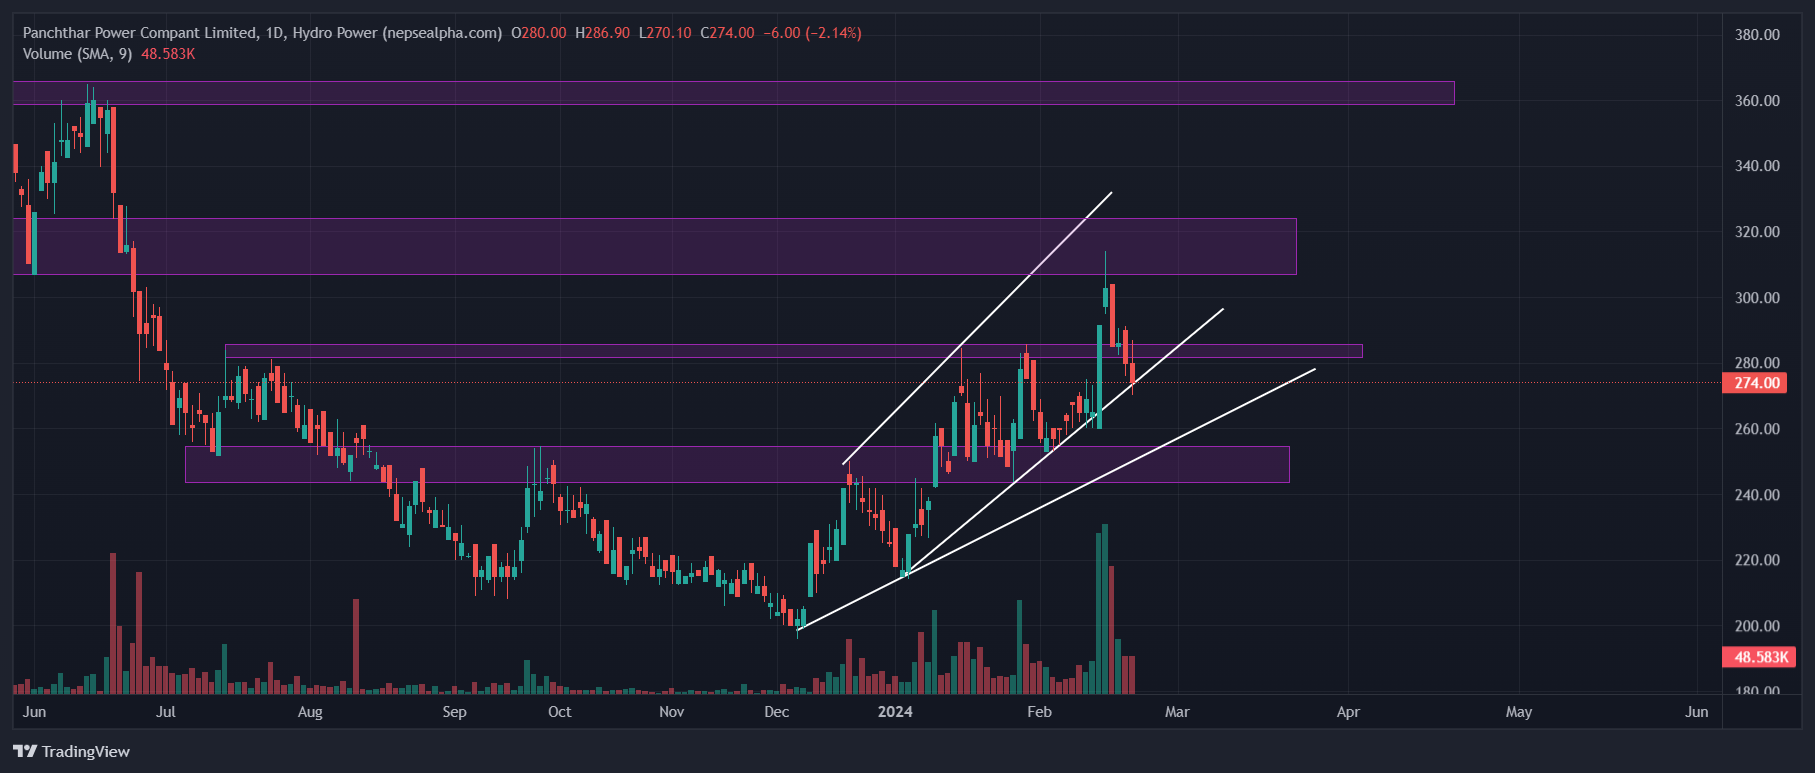 Panchthar Power Compant Limited, 1D, Hydro Power (nepsealpha.com) O280.00 H286.90 L270.10 C274.00 −6.00 (−2.14%)
Volume (SMA, 9) 48.583K
380.00
360.00
340.00
320.00
300.00
280.00
274.00
260.00
240.00
220.00
200.00
48.583K
180.00
Jun Jul Aug Sep Oct Nov Dec 2024 Feb Mar Apr May Jun
TradingView